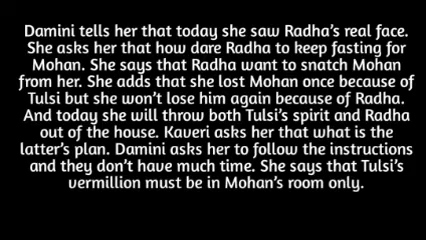 Damini tells her that today she saw Radha’s real face.
She asks her that how dare Radha to keep fasting for
Mohan. She says that Radha want to snatch Mohan
from her. She adds that she lost Mohan once because of
Tulsi but she won’t lose him again because of Radha.
And today she will throw both Tulsi’s spirit and Radha
out of the house. Kaveri asks her that what is the
latter’s plan. Damini asks her to follow the instructions
and they don’t have much time. She says that Tulsi’s
vermillion must be in Mohan’s room only.